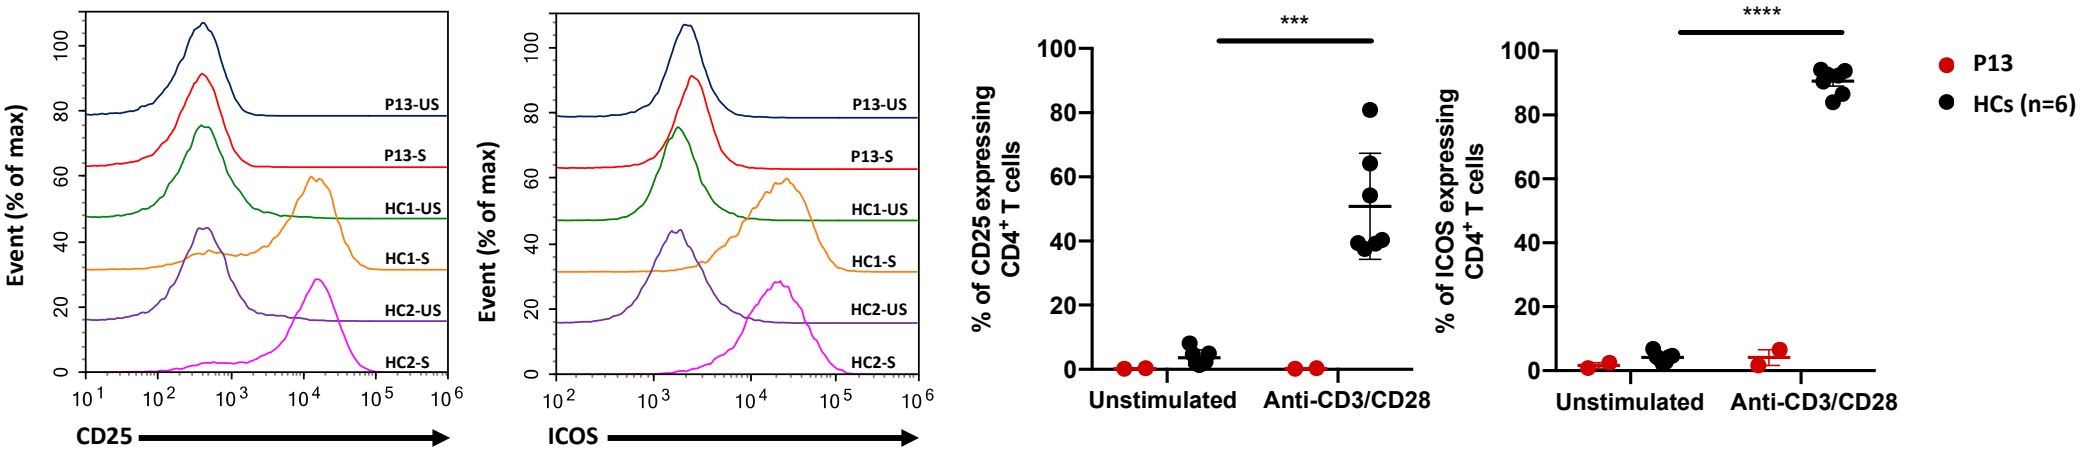 Event (% of max)
100
80
60
40
20
0
P13-US
P13-S
HC1-US
HC1-S
HC2-US
HC2-S
10¹ 10² 10³ 10⁴ 10⁵ 10⁶
CD25
Event (% of max)
100
80
60
40
20
0
P13-US
P13-S
HC1-US
HC1-S
HC2-US
HC2-S
10² 10³ 10⁴ 10⁵ 10⁶
ICOS
% of CD25 expressing
CD4⁺ T cells
***
100
80
60
40
20
0
Unstimulated Anti-CD3/CD28
% of ICOS expressing
CD4⁺ T cells
****
100
80
60
40
20
0
Unstimulated Anti-CD3/CD28
P13
HCs (n=6)